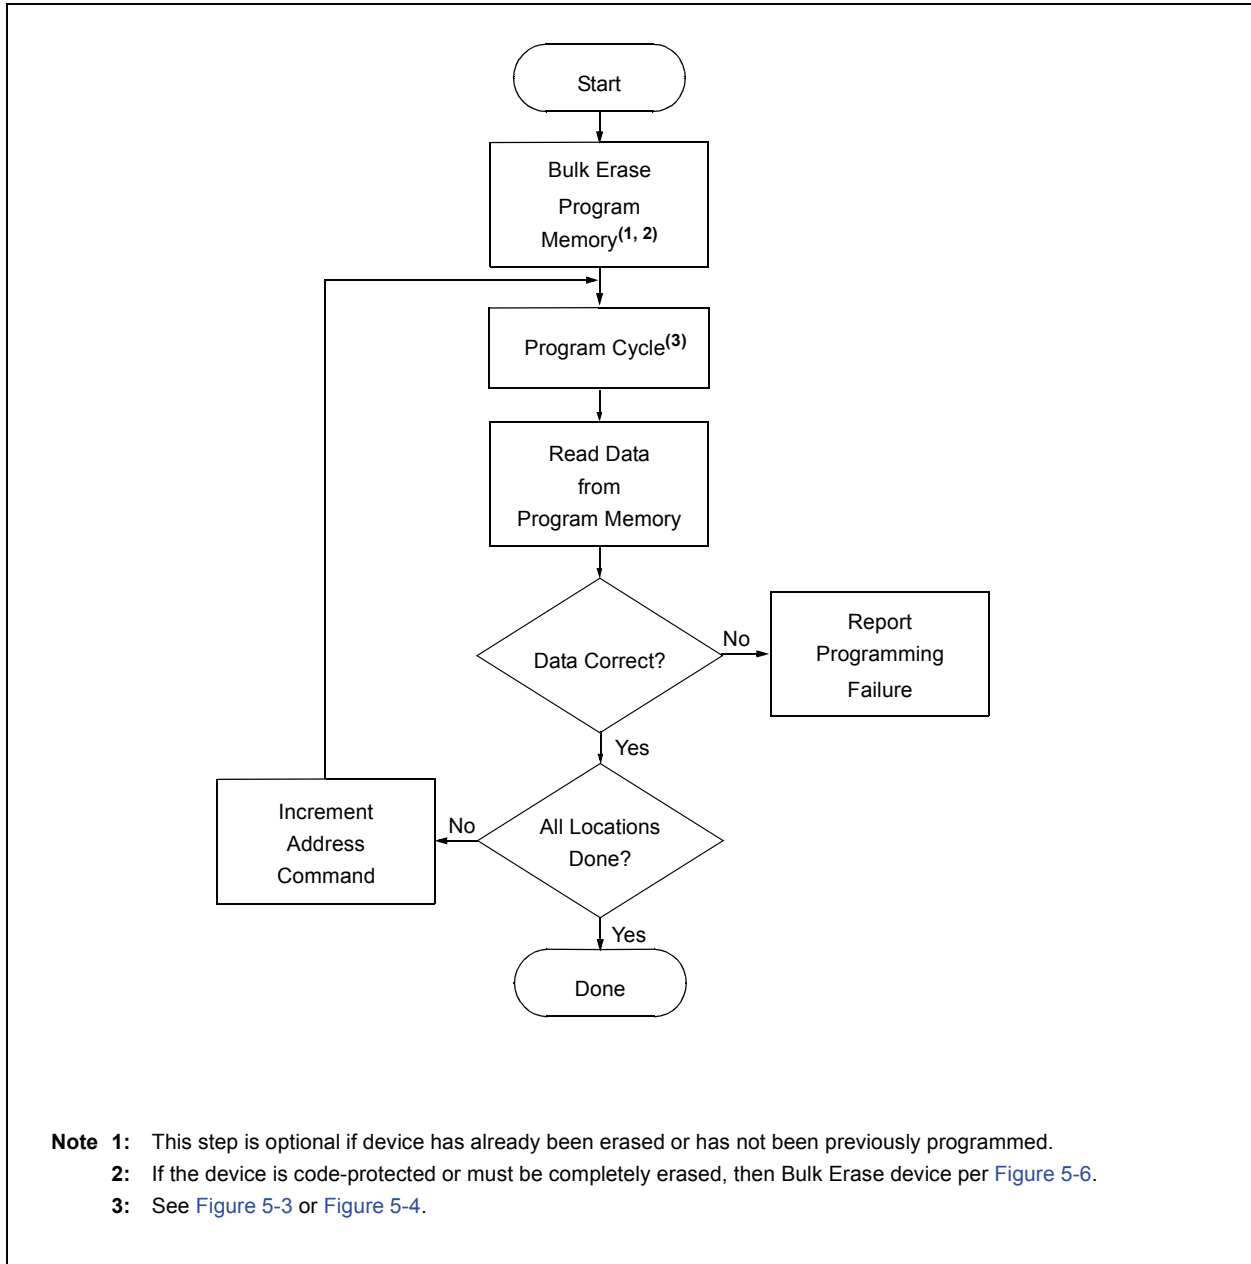 Start
Bulk Erase
Program
Memory(1, 2)
Program Cycle(3)
Read Data
from
Program Memory
Data Correct?
No
Report
Programming
Failure
Yes
All Locations
Done?
No
Increment
Address
Command
Yes
Done
Note 1: This step is optional if device has already been erased or has not been previously programmed.
2: If the device is code-protected or must be completely erased, then Bulk Erase device per Figure 5-6.
3: See Figure 5-3 or Figure 5-4.